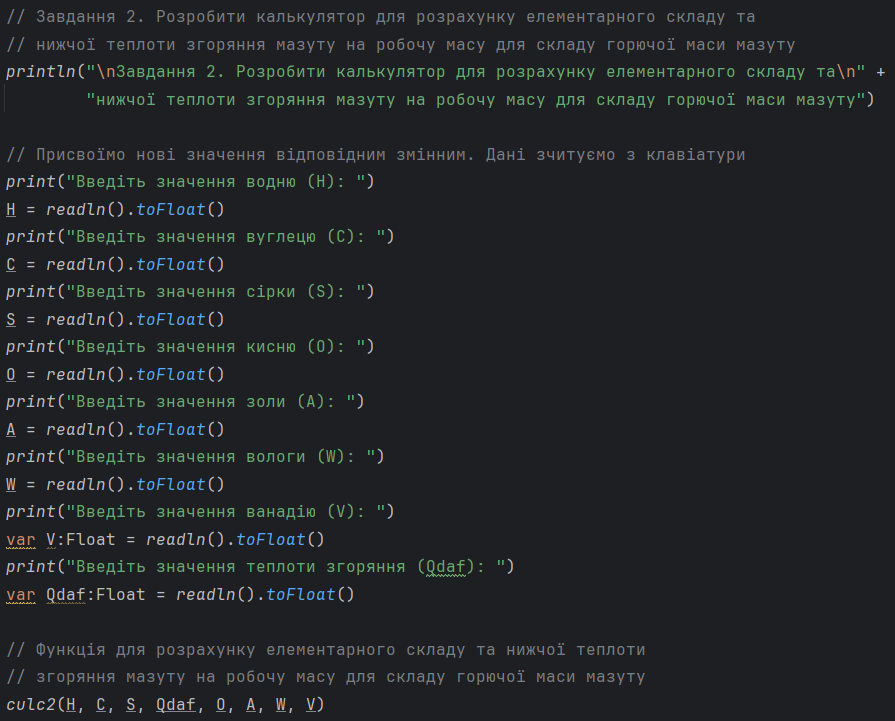 // Завдання 2. Розробити калькулятор для розрахунку елементарного складу та
// нижчої теплоти згоряння мазуту на робочу масу для складу горючої маси мазуту
println("\nЗавдання 2. Розробити калькулятор для розрахунку елементарного складу та\n" +
"нижчої теплоти згоряння мазуту на робочу масу для складу горючої маси мазуту")
// Присвоїмо нові значення відповідним змінним. Дані зчитуємо з клавіатури
print("Введіть значення водню (H): ")
H = readln().toFloat()
print("Введіть значення вуглецю (C): ")
C = readln().toFloat()
print("Введіть значення сірки (S): ")
S = readln().toFloat()
print("Введіть значення кисню (O): ")
O = readln().toFloat()
print("Введіть значення золи (A): ")
A = readln().toFloat()
print("Введіть значення вологи (W): ")
W = readln().toFloat()
print("Введіть значення ванадію (V): ")
var V:Float = readln().toFloat()
print("Введіть значення теплоти згоряння (Qdaf): ")
var Qdaf:Float = readln().toFloat()
// Функція для розрахунку елементарного складу та нижчої теплоти
// згоряння мазуту на робочу масу для складу горючої маси мазуту
culc2(H, C, S, Qdaf, O, A, W, V)